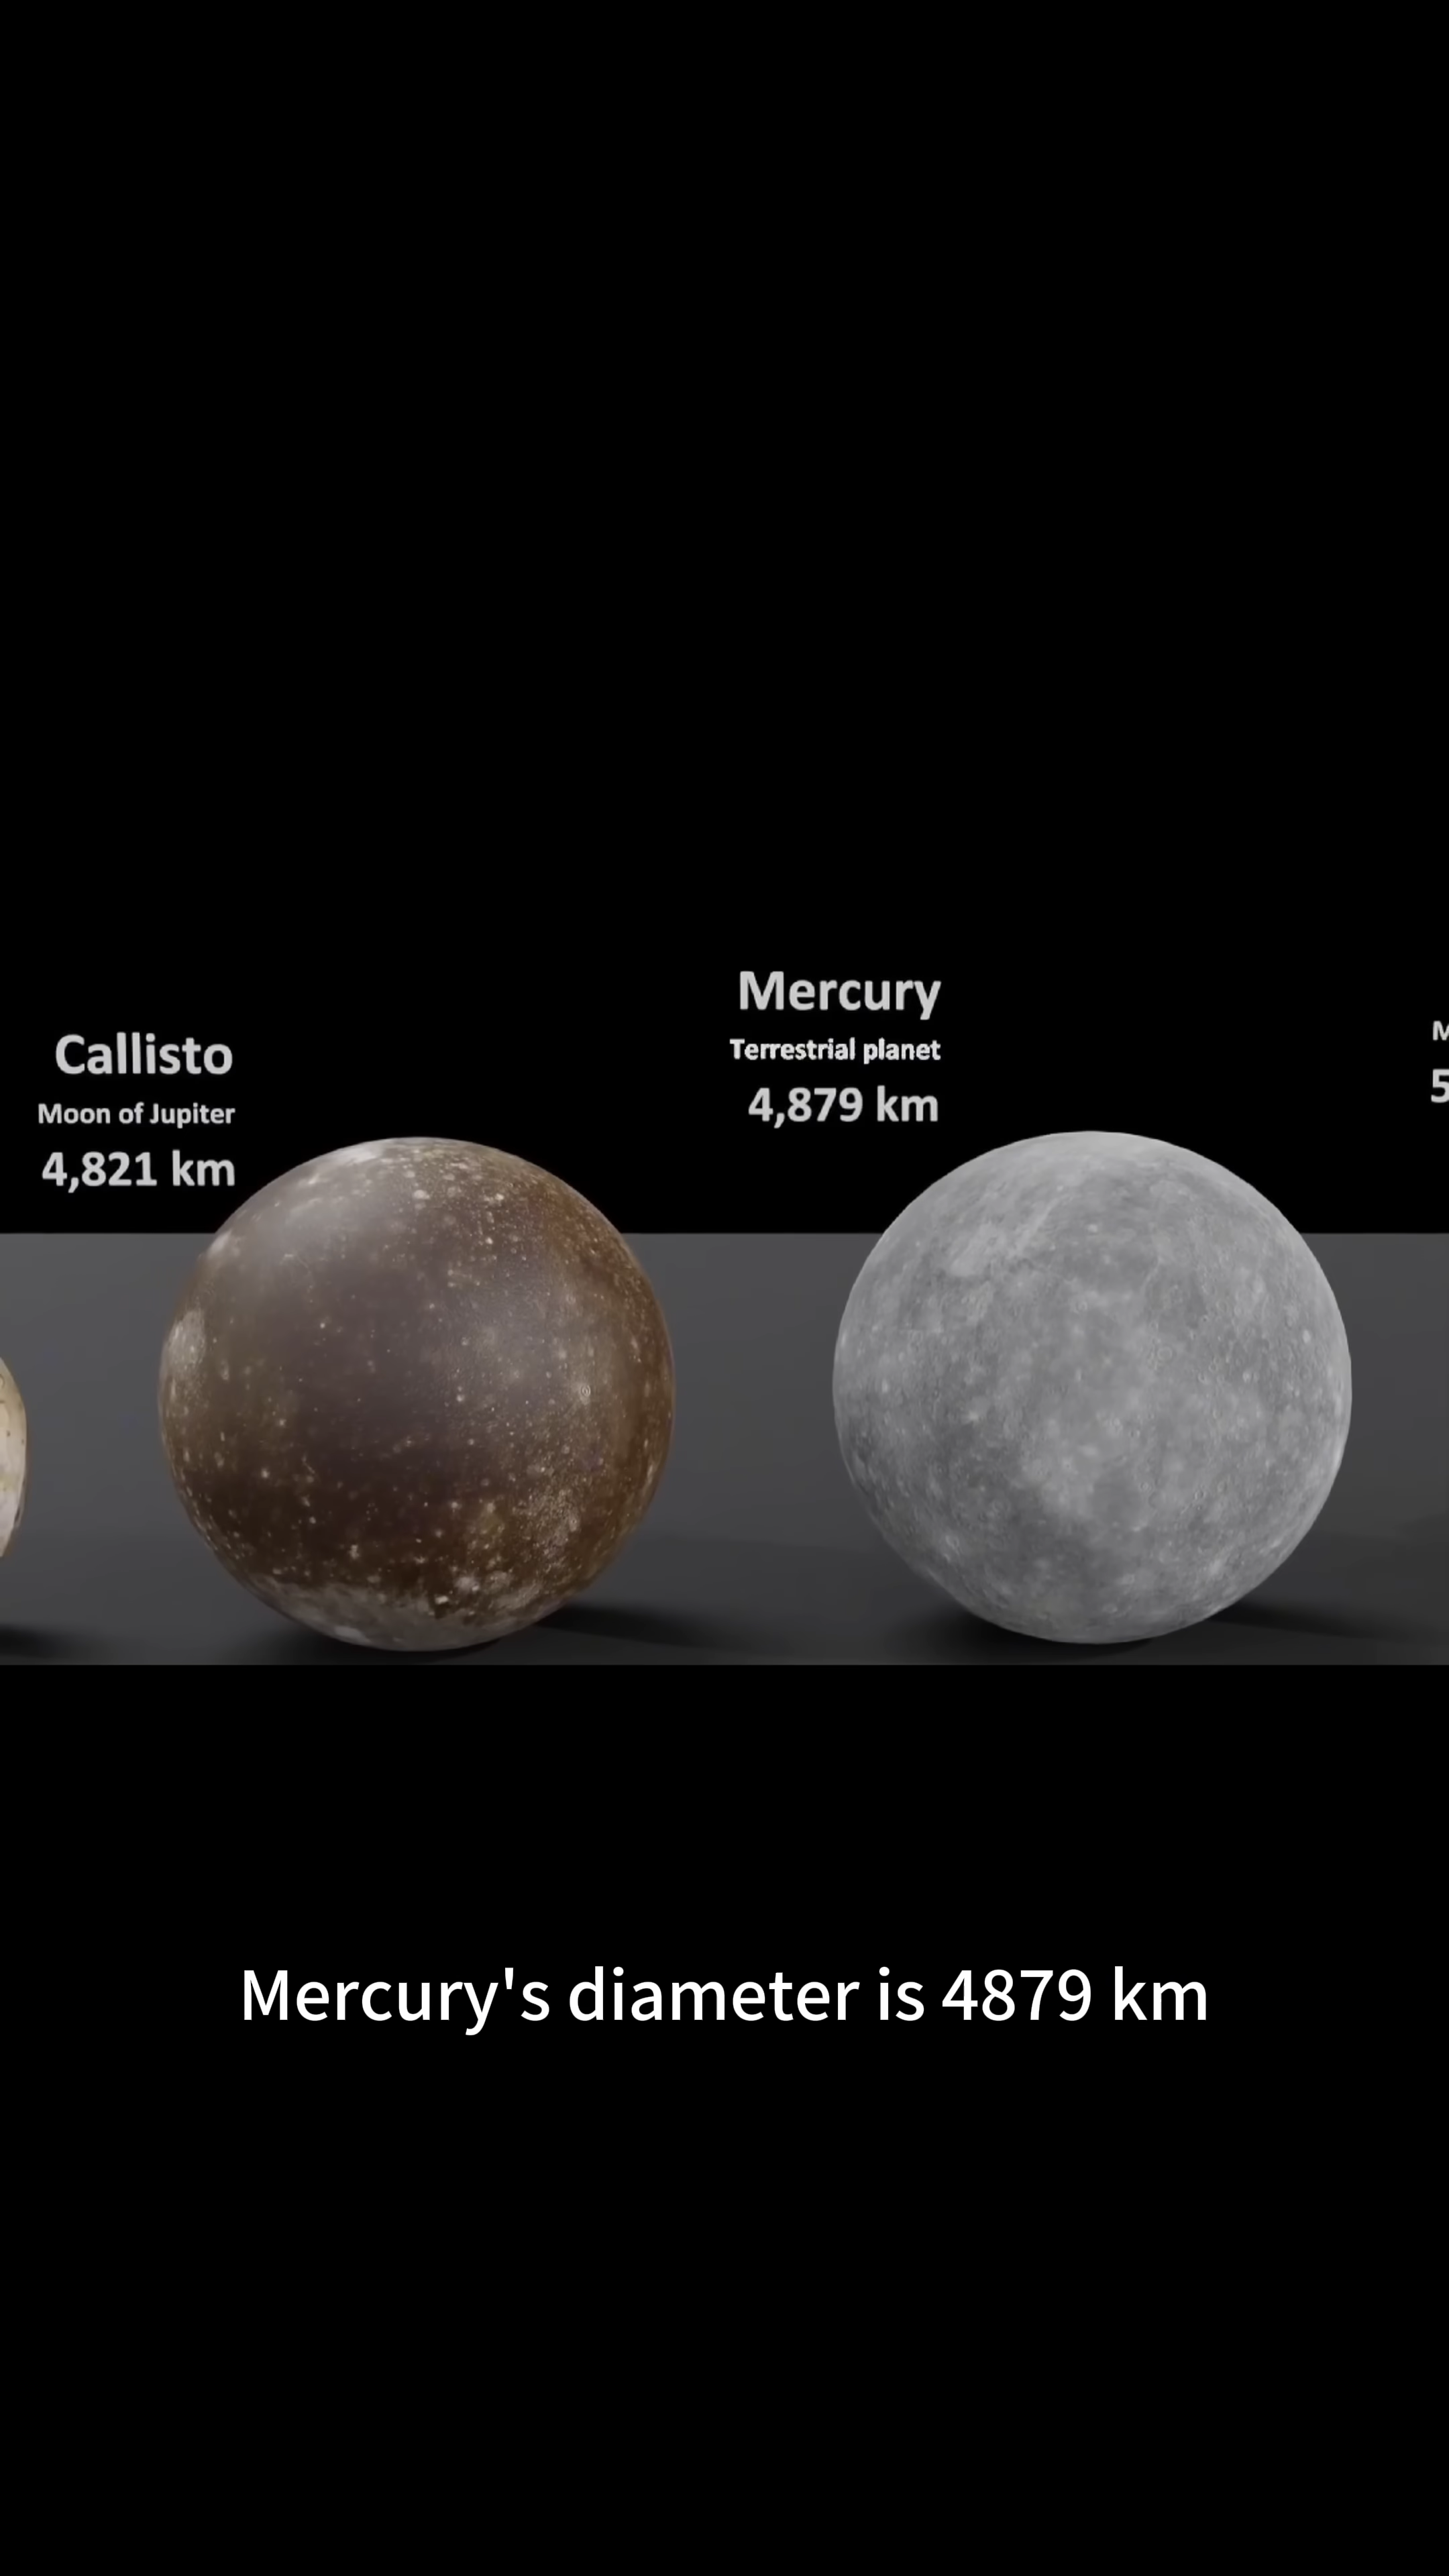 Callisto
Moon of Jupiter
4,821 km
Mercury
Terrestrial planet
4,879 km
Mercury's diameter is 4879 km